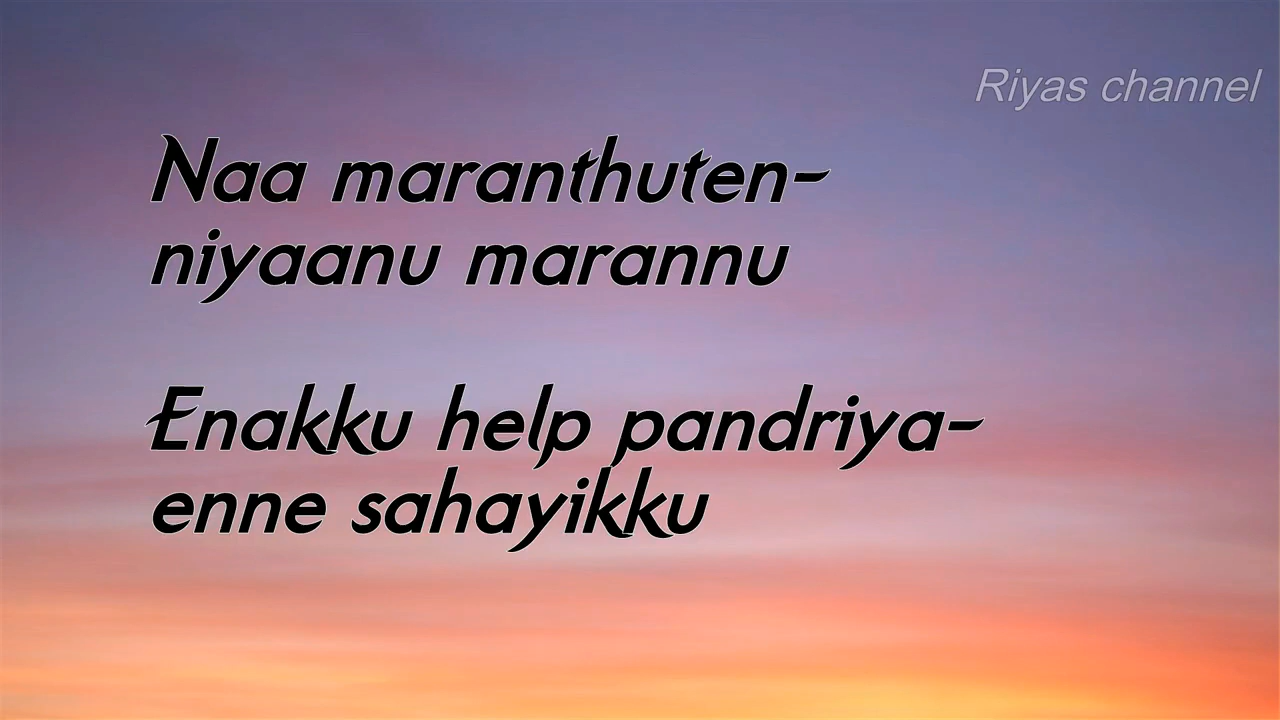 Riyas channel
Naa maranthuten-
niyaanu marannu
Enakku help pandriya-
enne sahayikku